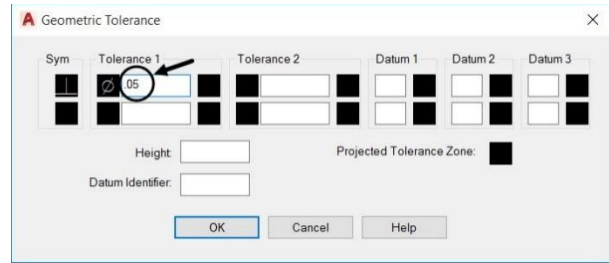 A Geometric Tolerance
Sym Tolerance 1 Tolerance 2 Datum 1 Datum 2 Datum 3
⊥ ∅ .05
Height:
Projected Tolerance Zone:
Datum Identifier:
OK Cancel Help